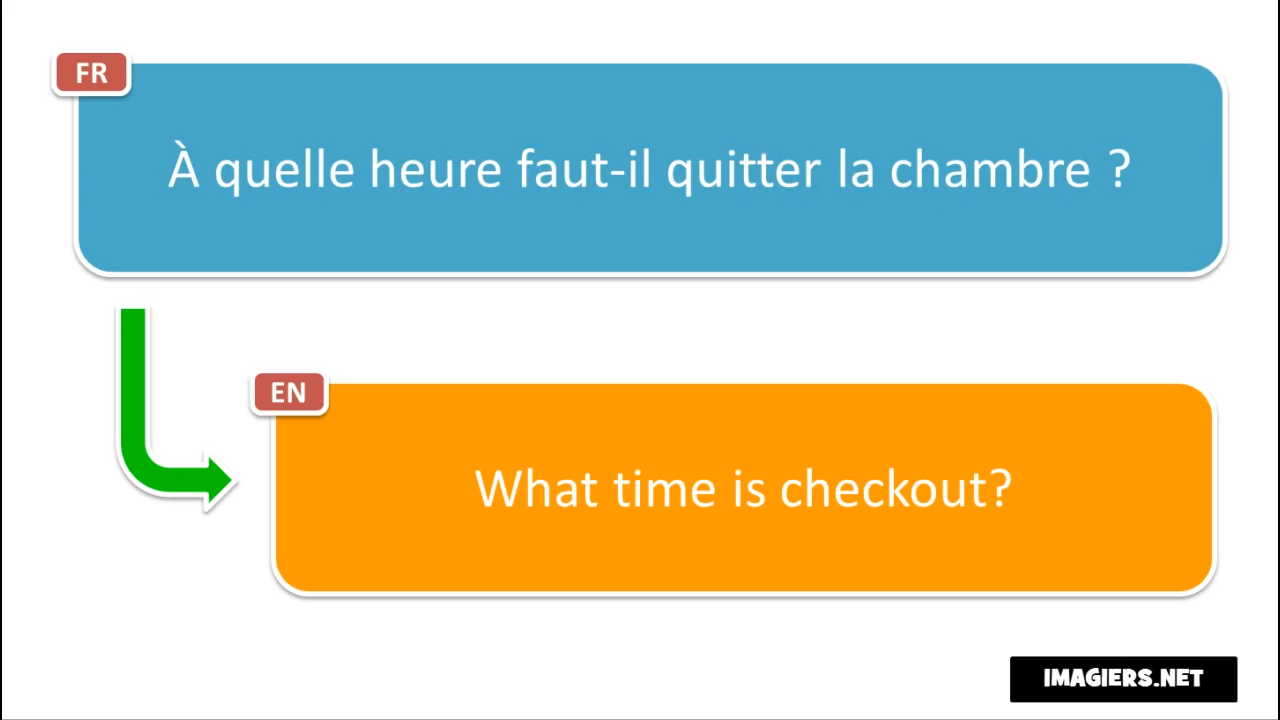 FR
À quelle heure faut-il quitter la chambre ?
EN
What time is checkout?
IMAGIERS.NET